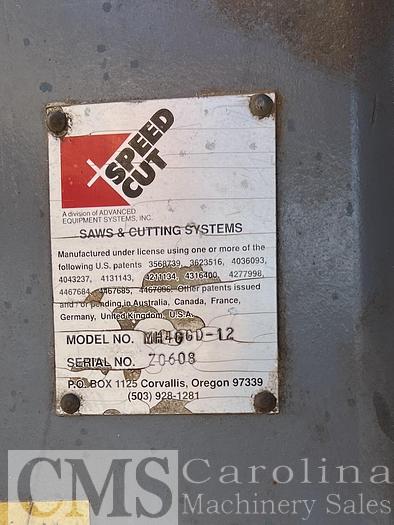 SPEED
CUT
A division of ADVANCED
EQUIPMENT SYSTEMS, INC.
SAWS & CUTTING SYSTEMS
Manufactured under license using one or more of the
following U.S. patents 3568739, 3623516, 4036093,
4043237, 4131143, 4211134, 4316400, 4277998,
4467684, 4467685, Other patents issued
and / or pending in Australia, Canada, France,
Germany, United Kingdom, U.S.A.
MODEL NO. MH466D-12
SERIAL NO. Z0608
P.O. BOX 1125 Corvallis, Oregon 97339
(503) 928-1281
CMS Carolina
Machinery Sales